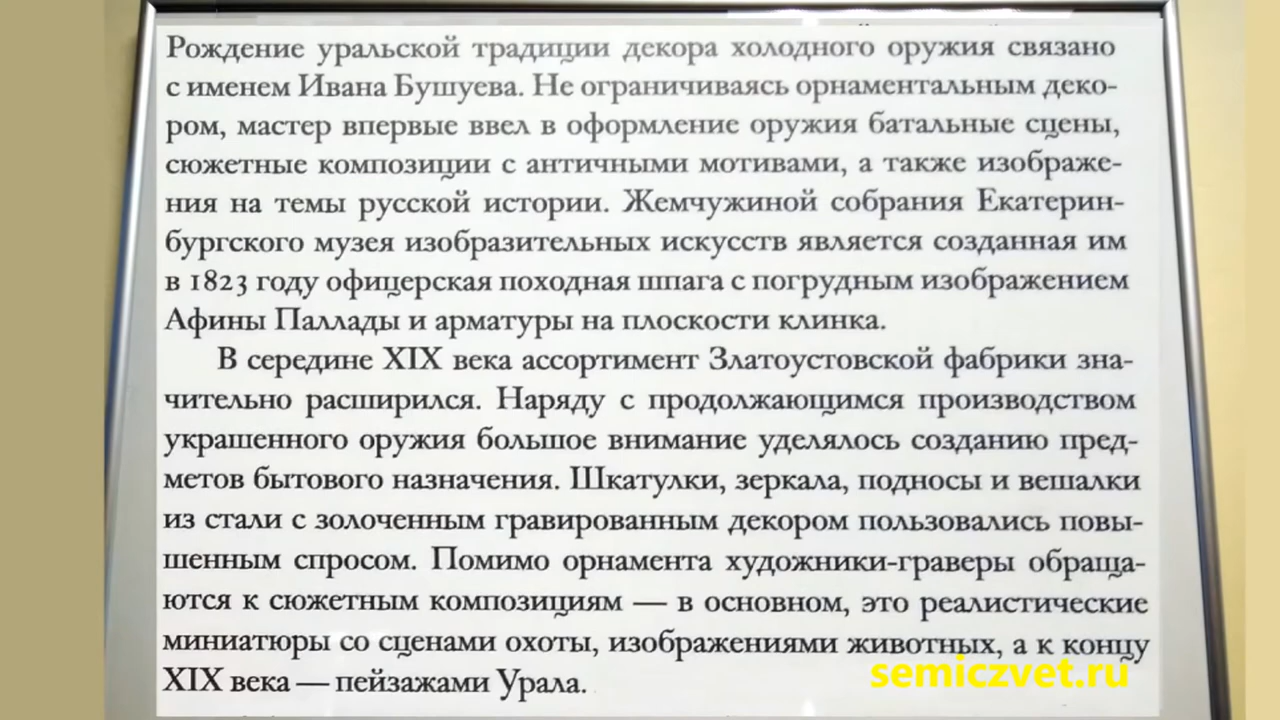 Рождение уральской традиции декора холодного оружия связано
с именем Ивана Бушуева. Не ограничиваясь орнаментальным деко-
ром, мастер впервые ввел в оформление оружия батальные сцены,
сюжетные композиции с античными мотивами, а также изображе-
ния на темы русской истории. Жемчужиной собрания Екатерин-
бургского музея изобразительных искусств является созданная им
в 1823 году офицерская походная шпага с погрудным изображением
Афины Паллады и арматуры на плоскости клинка.
В середине XIX века ассортимент Златоустовской фабрики зна-
чительно расширился. Наряду с продолжающимся производством
украшенного оружия большое внимание уделялось созданию пред-
метов бытового назначения. Шкатулки, зеркала, подносы и вешалки
из стали с золоченным гравированным декором пользовались повы-
шенным спросом. Помимо орнамента художники-граверы обраща-
ются к сюжетным композициям — в основном, это реалистические
миниатюры со сценами охоты, изображениями животных, а к концу
XIX века — пейзажами Урала.
semiczvet.ru